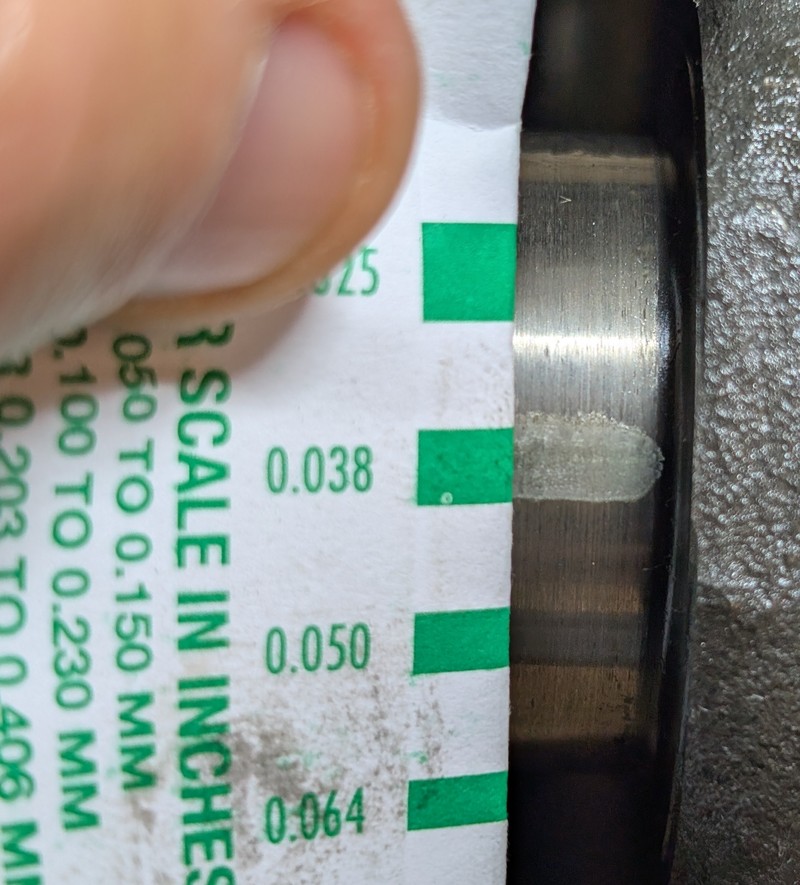 25
0.038
0.050
0.064
SCALE IN INCHES
050 TO 0.150 MM
.100 TO 0.230 MM
0.203 TO 0.406 M